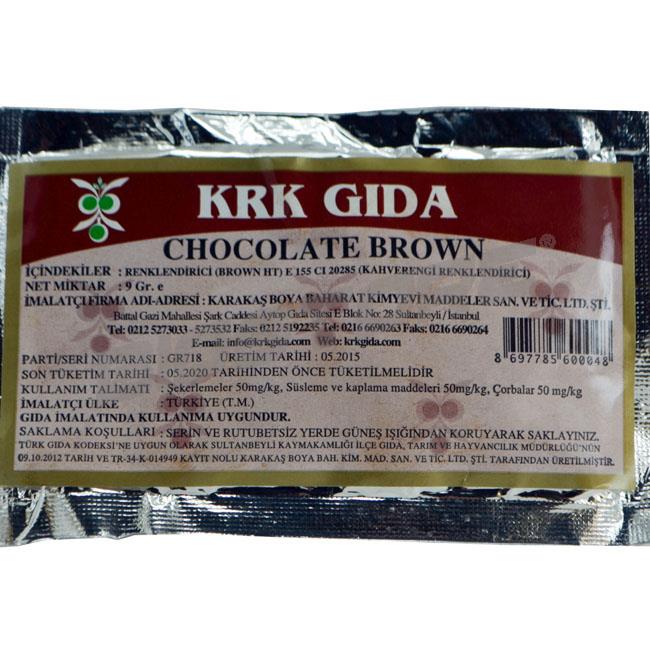 KRK GIDA
CHOCOLATE BROWN
İÇİNDEKİLER : RENKLENDİRİCİ (BROWN HT) E 155 CI 20285 (KAHVERENGİ RENKLENDİRİCİ)
NET MİKTAR : 9 Gr. e
İMALATÇI FİRMA ADI-ADRESİ : KARAKAŞ BOYA BAHARAT KİMYEVİ MADDELER SAN. VE TİC. LTD. ŞTİ.
Battal Gazi Mahallesi Şark Caddesi Aytop Gıda Sitesi E Blok No: 28 Sultanbeyli / İstanbul
Tel: 0212 5273033 - 5273532 Faks: 0212 5192235 Tel: 0216 6690263 Faks: 0216 6690264
E-mail: info@krkgida.com Web: krkgida.com
PARTİ/SERİ NUMARASI : GR718 ÜRETİM TARİHİ : 05.2015
8 697785 600048
SON TÜKETİM TARİHİ : 05.2020 TARİHİNDEN ÖNCE TÜKETİLMELİDİR
KULLANIM TALİMATI : Şekerlemeler 50mg/kg, Süsleme ve kaplama maddeleri 50mg/kg, Çorbalar 50 mg/kg
İMALATÇI ÜLKE : TÜRKİYE (T.M.)
GIDA İMALATINDA KULLANIMA UYGUNDUR.
SAKLAMA KOŞULLARI : SERİN VE RUTUBETSİZ YERDE GÜNEŞ IŞIĞINDAN KORUYARAK SAKLAYINIZ.
TÜRK GIDA KODEKSİ'NE UYGUN OLARAK SULTANBEYLİ KAYMAKAMLIĞI İLÇE GIDA, TARIM VE HAYVANCILIK MÜDÜRLÜĞÜ'NÜN
09.10.2012 TARİH VE TR-34-K-014949 KAYIT NOLU KARAKAŞ BOYA BAH. KİM. MAD. SAN. VE TİC. LTD. ŞTİ. TARAFINDAN ÜRETİLMİŞTİR.